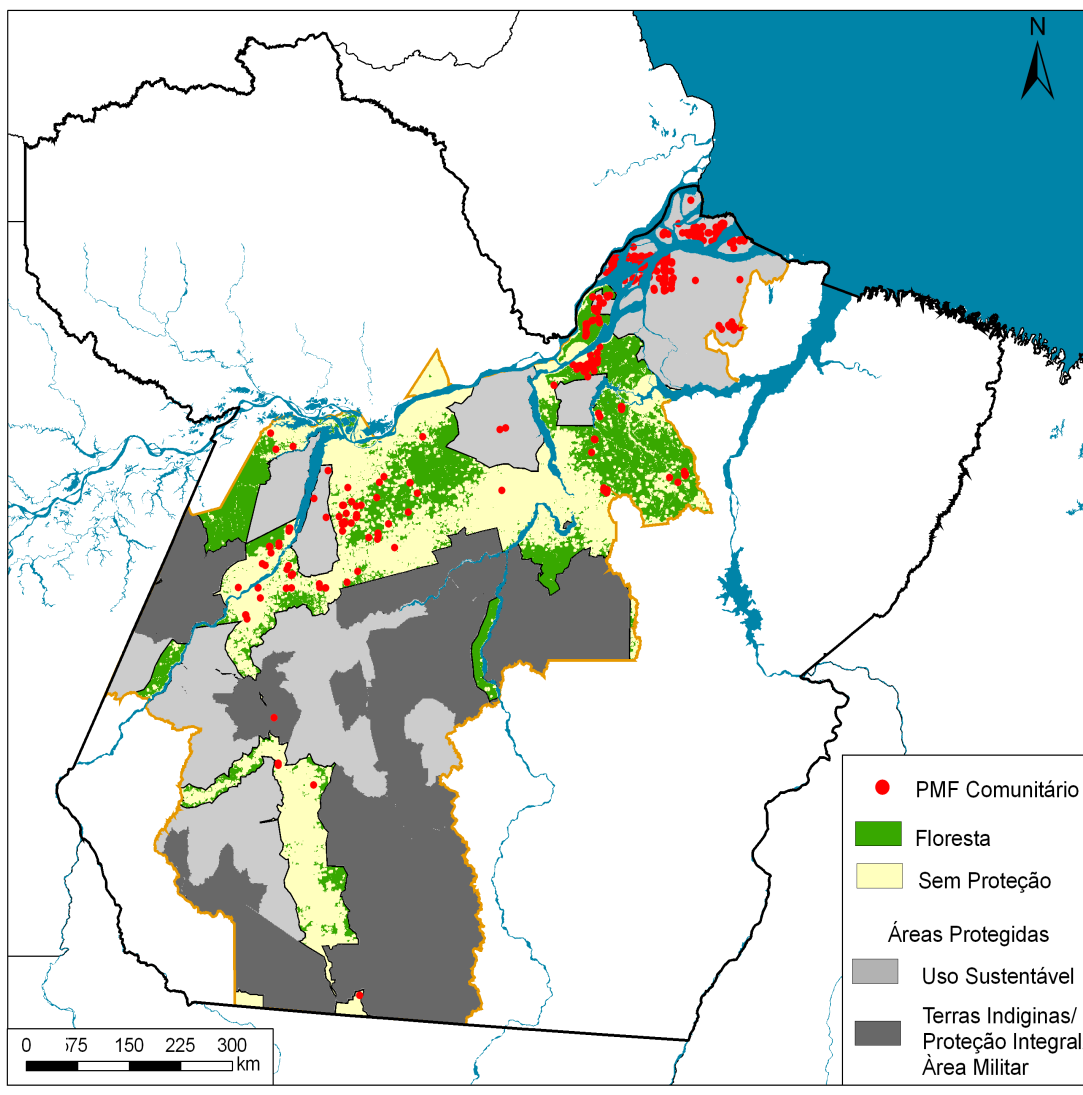 N
PMF Comunitário
Floresta
Sem Proteção
Áreas Protegidas
Uso Sustentável
Terras Indiginas/
Proteção Integral
Àrea Militar
0 75 150 225 300
km